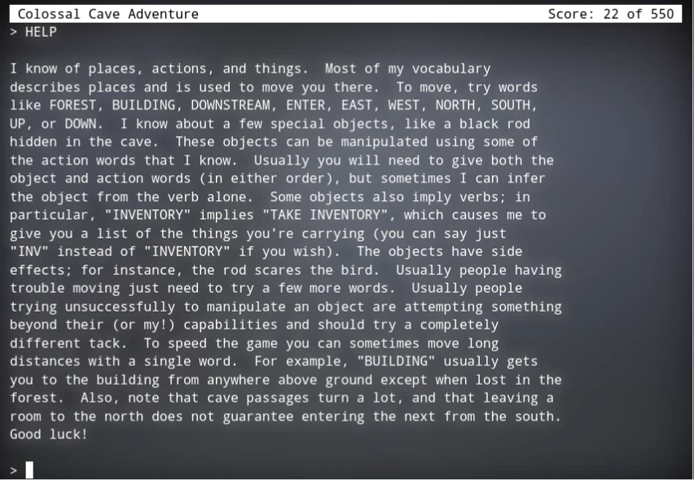 Colossal Cave Adventure Score: 22 of 550
> HELP
I know of places, actions, and things.  Most of my vocabulary
describes places and is used to move you there.  To move, try words
like FOREST, BUILDING, DOWNSTREAM, ENTER, EAST, WEST, NORTH, SOUTH,
UP, or DOWN.  I know about a few special objects, like a black rod
hidden in the cave.  These objects can be manipulated using some of
the action words that I know.  Usually you will need to give both the
object and action words (in either order), but sometimes I can infer
the object from the verb alone.  Some objects also imply verbs; in
particular, "INVENTORY" implies "TAKE INVENTORY", which causes me to
give you a list of the things you're carrying (you can say just
"INV" instead of "INVENTORY" if you wish).  The objects have side
effects; for instance, the rod scares the bird.  Usually people having
trouble moving just need to try a few more words.  Usually people
trying unsuccessfully to manipulate an object are attempting something
beyond their (or my!) capabilities and should try a completely
different tack.  To speed the game you can sometimes move long
distances with a single word.  For example, "BUILDING" usually gets
you to the building from anywhere above ground except when lost in the
forest.  Also, note that cave passages turn a lot, and that leaving a
room to the north does not guarantee entering the next from the south.
Good luck!
>